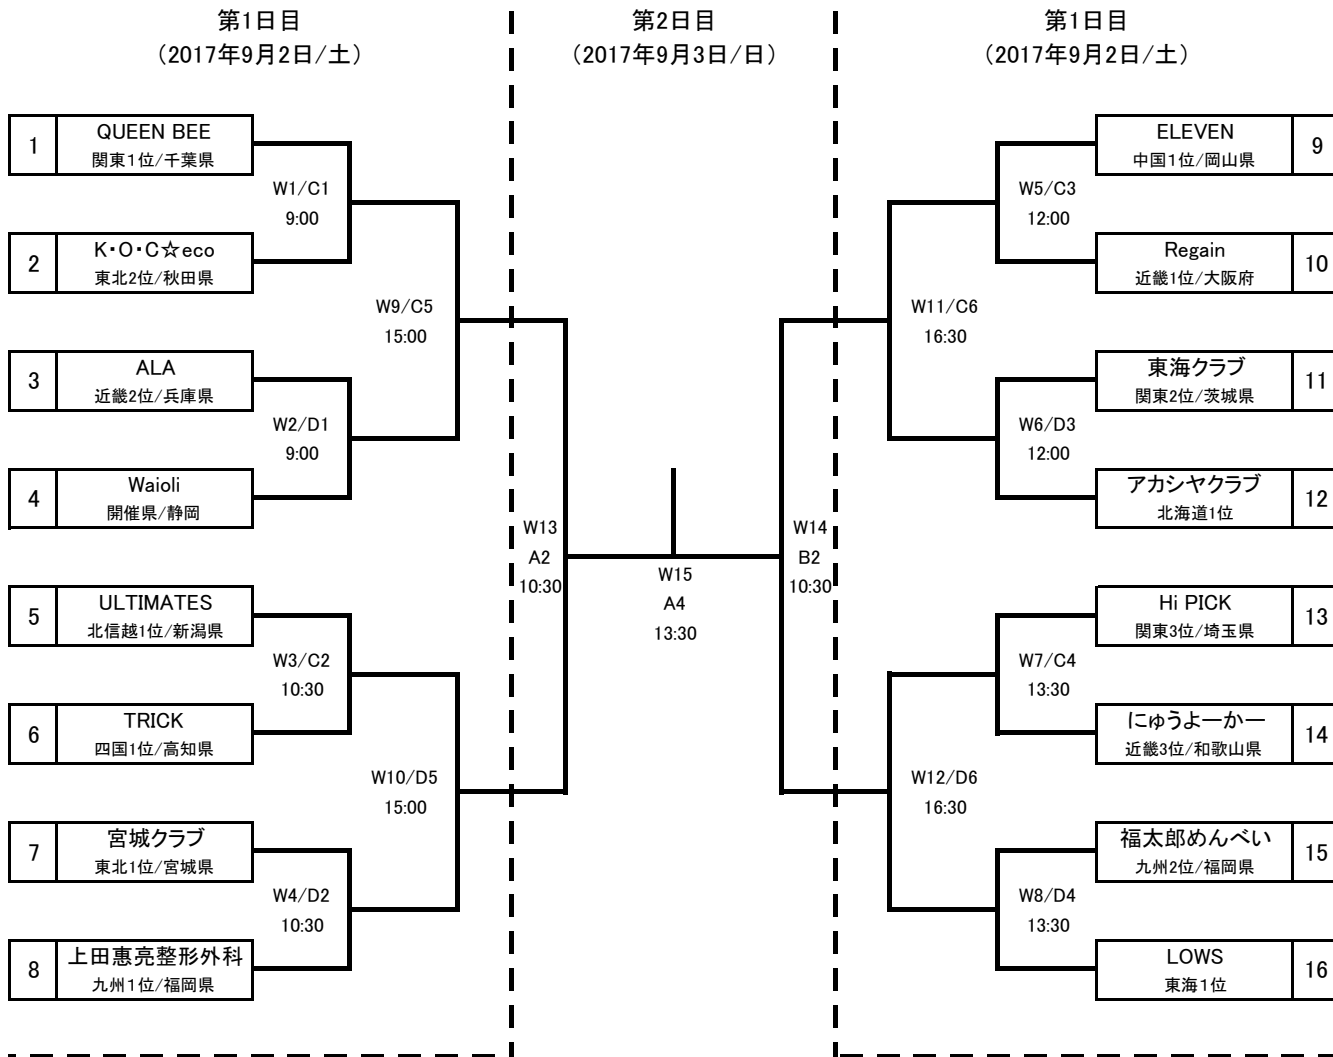 第1日目
（2017年9月2日/土）
第2日目
（2017年9月3日/日）
第1日目
（2017年9月2日/土）
1
QUEEN BEE
関東1位/千葉県
W1/C1
9:00
2
K・O・C☆eco
東北2位/秋田県
W9/C5
15:00
3
ALA
近畿2位/兵庫県
W2/D1
9:00
4
Waioli
開催県/静岡
5
ULTIMATES
北信越1位/新潟県
W3/C2
10:30
6
TRICK
四国1位/高知県
W10/D5
15:00
7
宮城クラブ
東北1位/宮城県
W4/D2
10:30
8
上田惠亮整形外科
九州1位/福岡県
W13
A2
10:30
W15
A4
13:30
W14
B2
10:30
ELEVEN
中国1位/岡山県
9
W5/C3
12:00
Regain
近畿1位/大阪府
10
W11/C6
16:30
東海クラブ
関東2位/茨城県
11
W6/D3
12:00
アカシヤクラブ
北海道1位
12
Hi PICK
関東3位/埼玉県
13
W7/C4
13:30
にゅうよーかー
近畿3位/和歌山県
14
W12/D6
16:30
福太郎めんべい
九州2位/福岡県
15
W8/D4
13:30
LOWS
東海1位
16